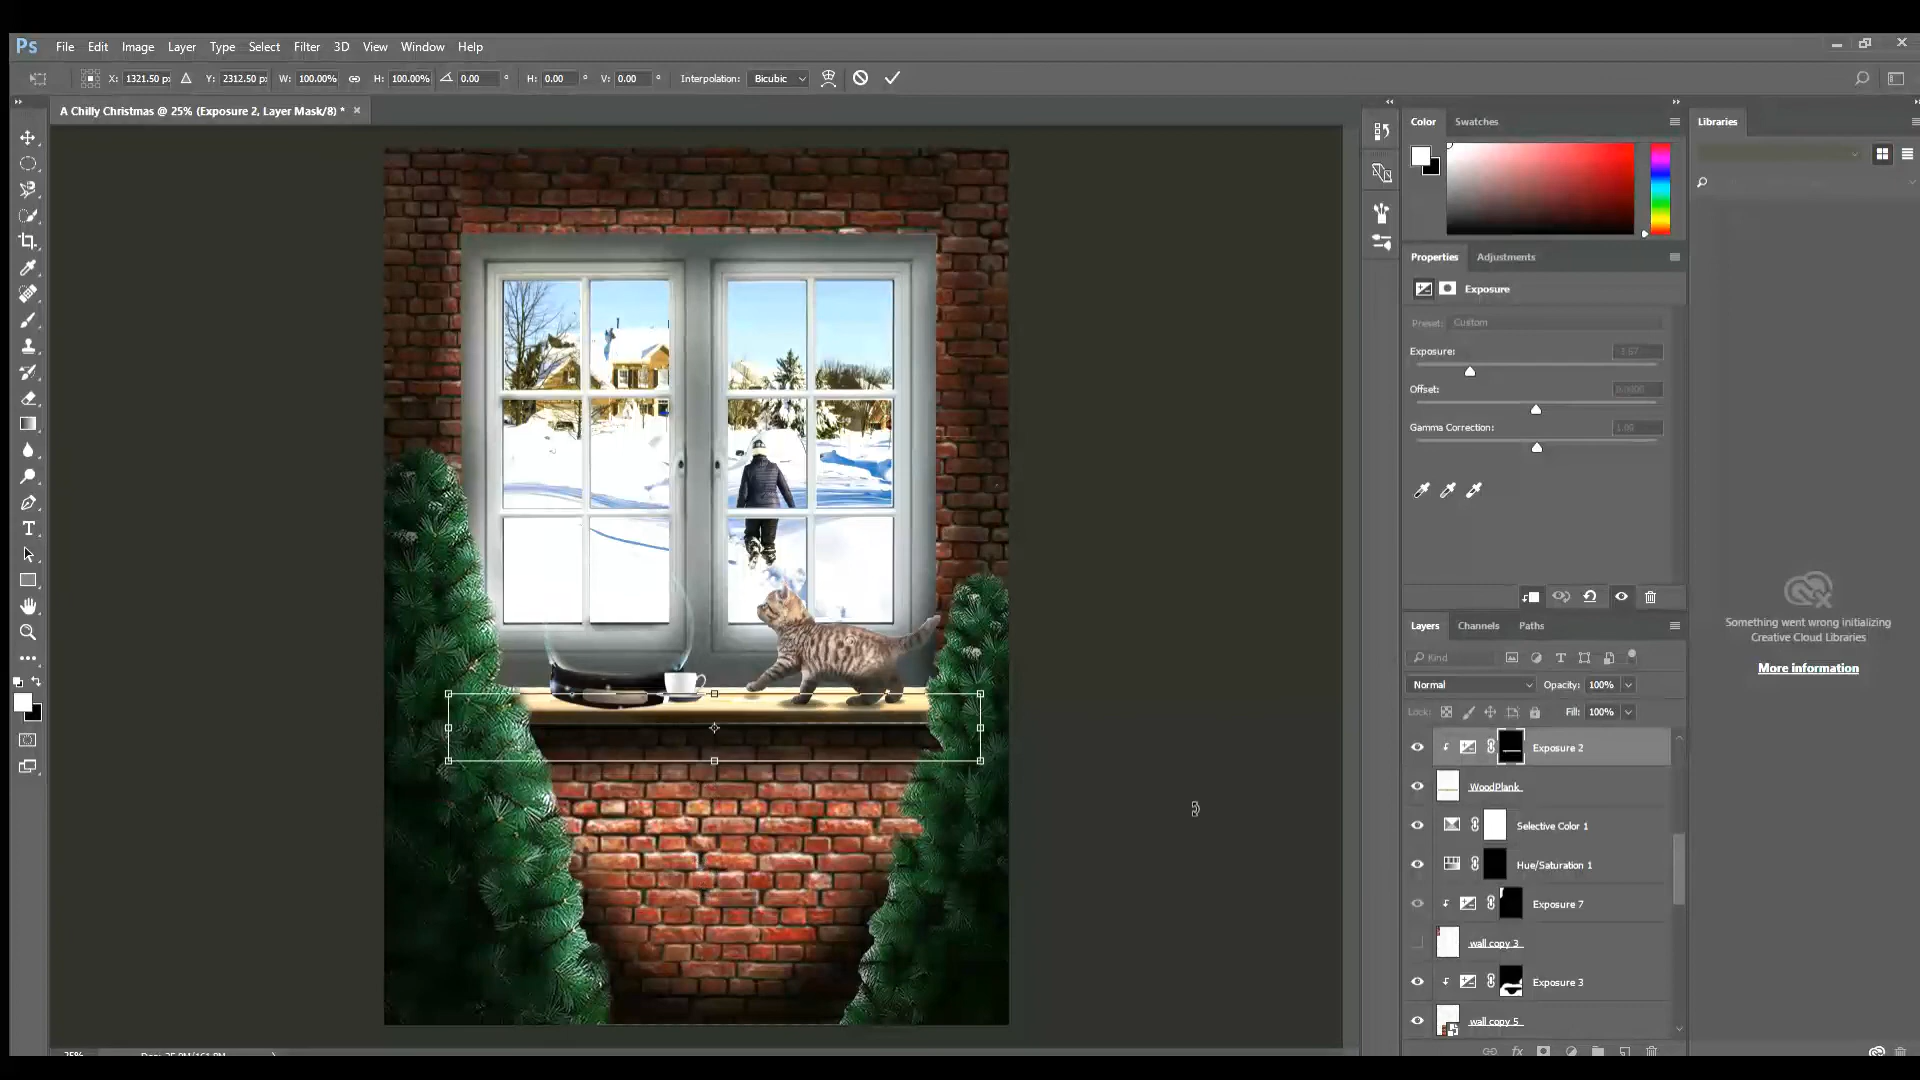 Ps File Edit Image Layer Type Select Filter 3D View Window Help
X: 1321.50 px Y: 2312.50 px W: 100.00% H: 100.00% 0.00 ° H: 0.00 ° V: 0.00 ° Interpolation: Bicubic
A Chilly Christmas @ 25% (Exposure 2, Layer Mask/8) * ×
Color Swatches
Libraries
Properties Adjustments
Exposure
Preset: Custom
Exposure:
Offset:
Gamma Correction:
Layers Channels Paths
Kind
Normal Opacity: 100%
Lock: Fill: 100%
Exposure 2
WoodPlank
Selective Color 1
Hue/Saturation 1
Exposure 7
wall copy 3
Exposure 3
wall copy 5
fx
Something went wrong initializing
Creative Cloud Libraries
More information